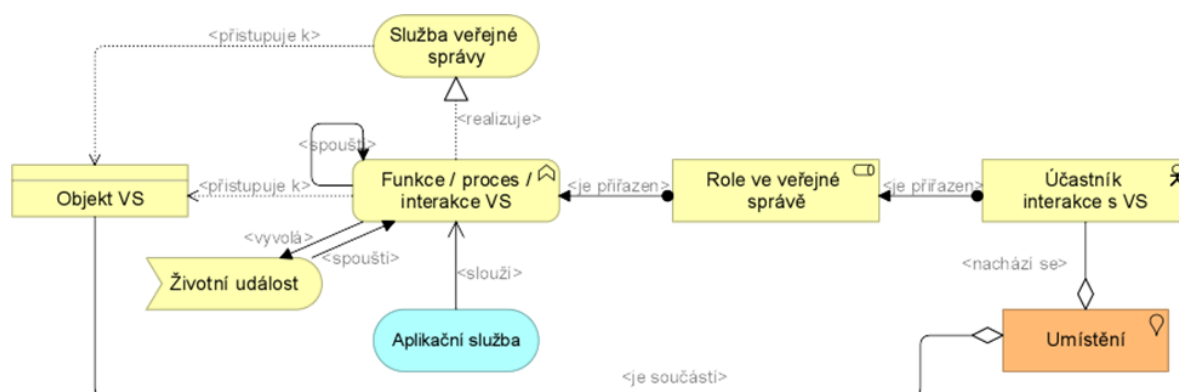 <přistupuje k>
Služba veřejné
správy
<realizuje>
<spouští>
Objekt VS
<přistupuje k>
Funkce / proces /
interakce VS
<je přiřazen>
Role ve veřejné
správě
<je přiřazen>
Účastník
interakce s VS
<vyvolá>
<spouští>
Životní událost
<slouží>
<nachází se>
Aplikační služba
Umístění
<je součástí>